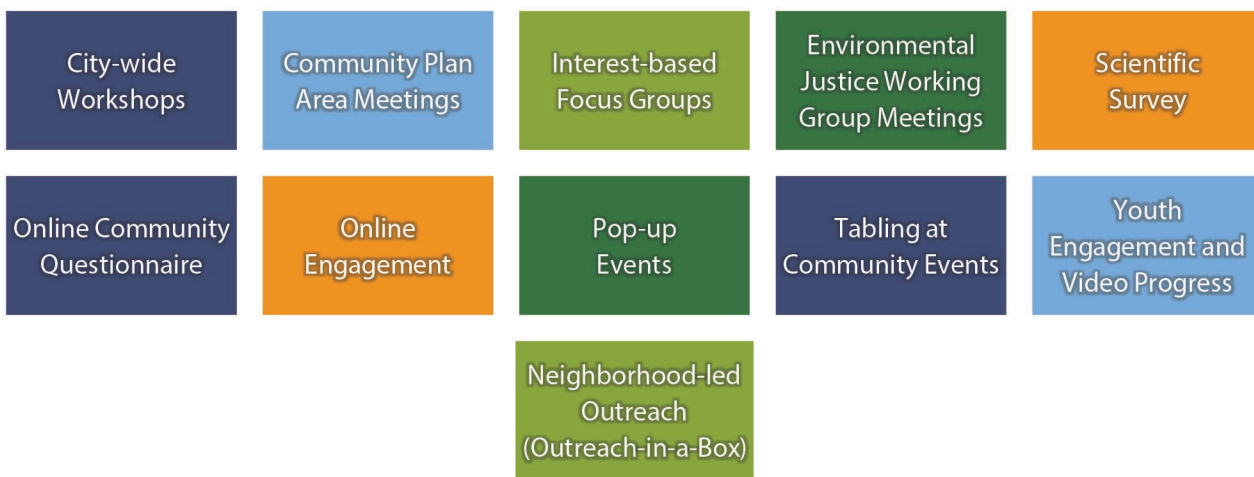 City-wide
Workshops
Community Plan
Area Meetings
Interest-based
Focus Groups
Environmental
Justice Working
Group Meetings
Scientific
Survey
Online Community
Questionnaire
Online
Engagement
Pop-up
Events
Tabling at
Community Events
Youth
Engagement and
Video Progress
Neighborhood-led
Outreach
(Outreach-in-a-Box)